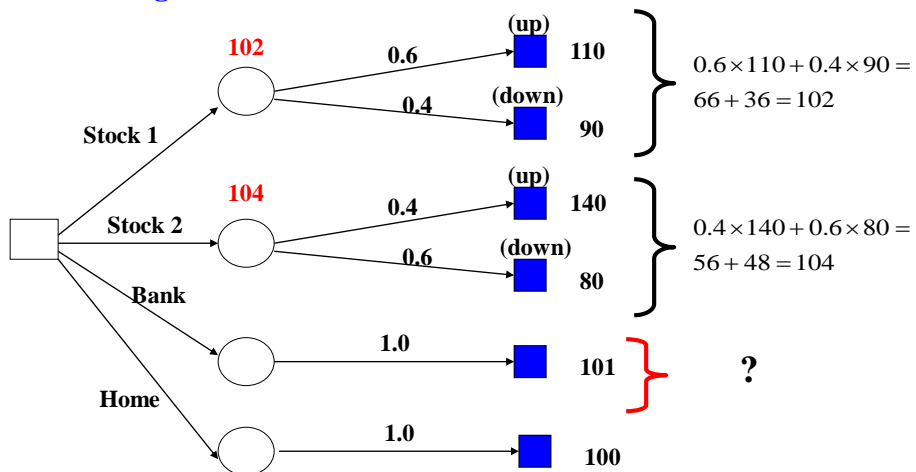 (up)
102
0.6
110
0.6×110+0.4×90=
66+36=102
(down)
0.4
90
Stock 1
(up)
104
0.4
140
0.4×140+0.6×80=
56+48=104
Stock 2
(down)
0.6
80
Bank
1.0
101
?
Home
1.0
100